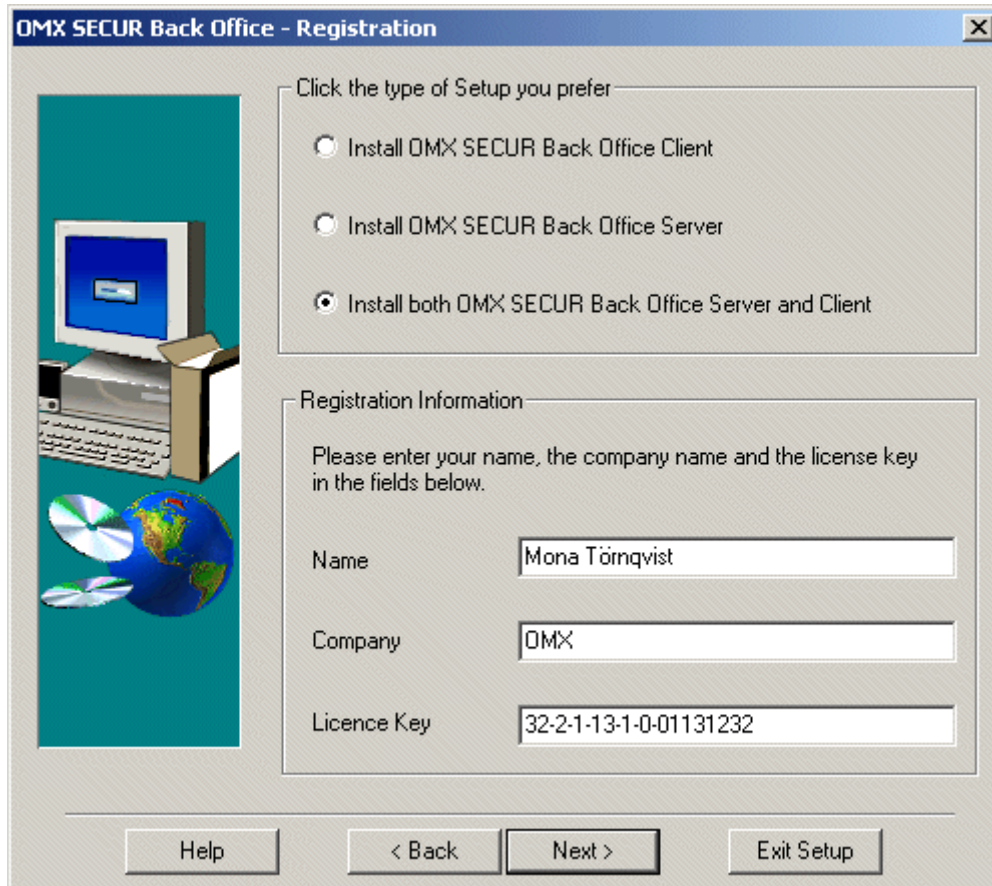 OMX SECUR Back Office - Registration
Click the type of Setup you prefer
Install OMX SECUR Back Office Client
Install OMX SECUR Back Office Server
Install both OMX SECUR Back Office Server and Client
Registration Information
Please enter your name, the company name and the license key
in the fields below.
Name
Mona Törnqvist
Company
OMX
Licence Key
32-2-1-13-1-0-01131232
Help
< Back
Next >
Exit Setup